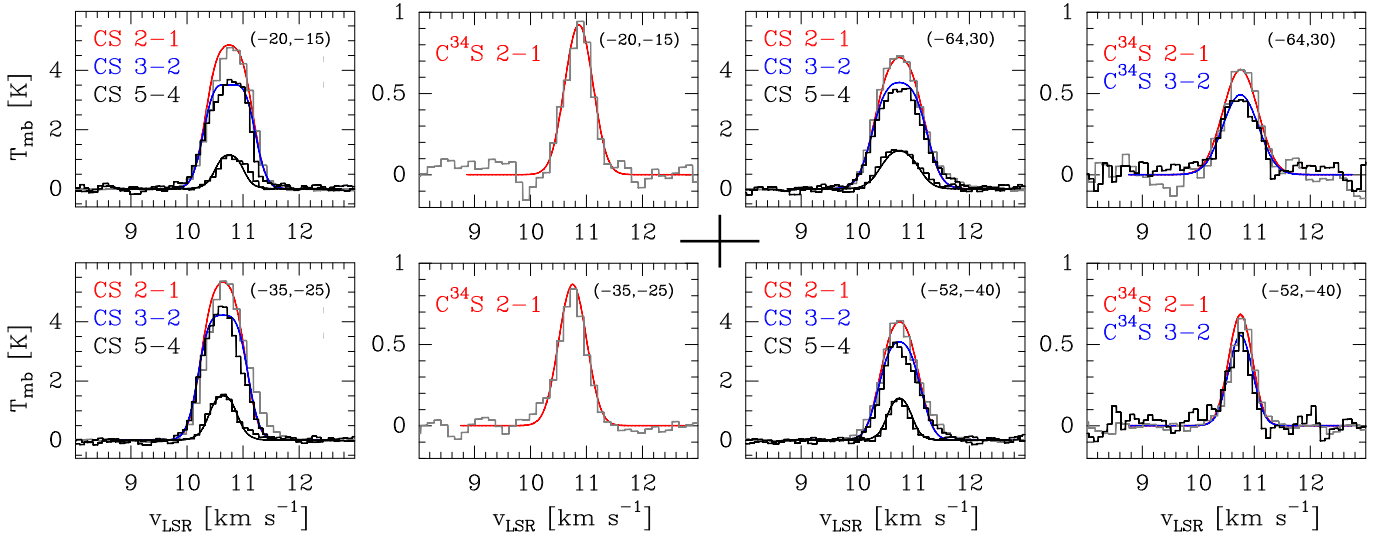 CS 2−1
CS 3−2
CS 5−4
(−20,−15)
C³⁴S 2−1
(−20,−15)
CS 2−1
CS 3−2
CS 5−4
(−64,30)
C³⁴S 2−1
C³⁴S 3−2
(−64,30)
T_mb [K]
4
2
0
1
0.5
0
4
2
0
1
0.5
0
9 10 11 12
9 10 11 12
9 10 11 12
9 10 11 12
CS 2−1
CS 3−2
CS 5−4
(−35,−25)
C³⁴S 2−1
(−35,−25)
CS 2−1
CS 3−2
CS 5−4
(−52,−40)
C³⁴S 2−1
C³⁴S 3−2
(−52,−40)
T_mb [K]
4
2
0
1
0.5
0
4
2
0
1
0.5
0
9 10 11 12
9 10 11 12
9 10 11 12
9 10 11 12
v_LSR [km s⁻¹]
v_LSR [km s⁻¹]
v_LSR [km s⁻¹]
v_LSR [km s⁻¹]